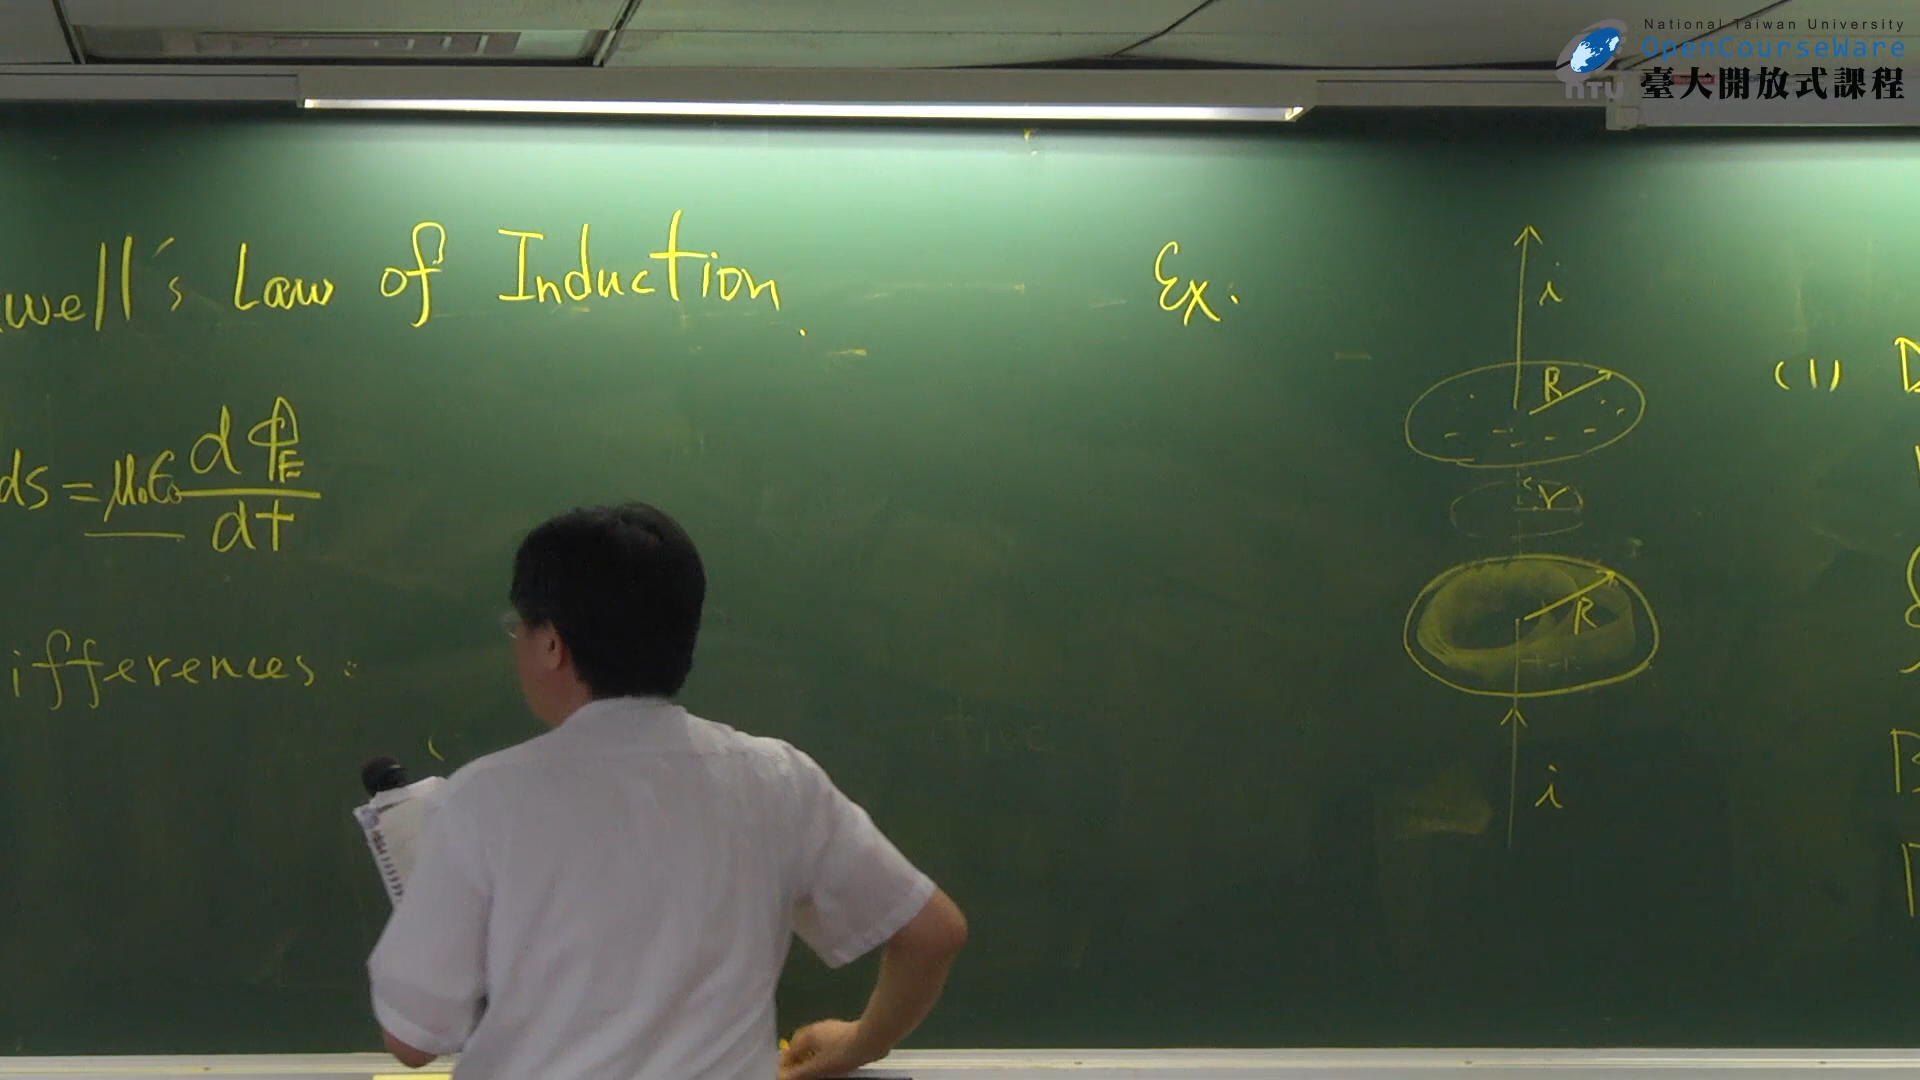 National Taiwan University
OpenCourseWare
臺大開放式課程
NTU
well's Law of Induction
ds = μ₀ε₀ dΦE/dt
ifferences:
Ex.
i
R
r
R
i
(1)